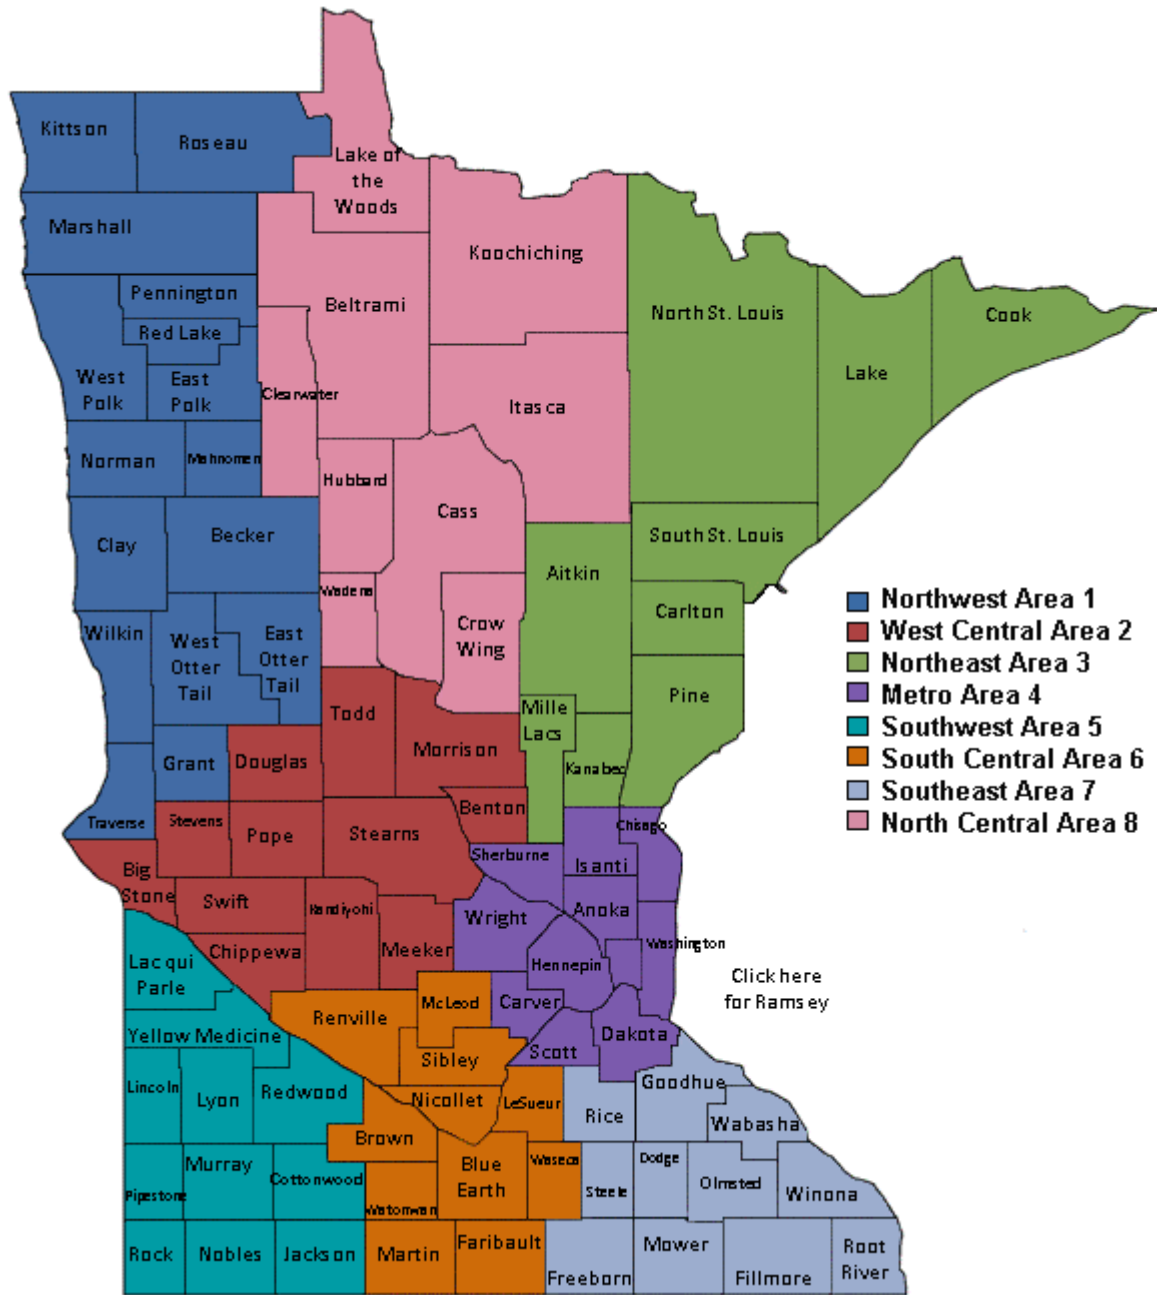 Kittson
Roseau
Lake of
the
Woods
Marshall
Koochiching
Pennington
Beltrami
North St. Louis
Cook
Red Lake
West
Polk
East
Polk
Clearwater
Lake
Itasca
Norman
Mahnomen
Hubbard
Cass
Clay
Becker
South St. Louis
Aitkin
Wadena
Carlton
Wilkin
West
Otter
Tail
East
Otter
Tail
Crow
Wing
Pine
Todd
Mille
Lacs
Morrison
Grant
Douglas
Kanabec
Benton
Traverse
Stevens
Pope
Stearns
Chisago
Sherburne
Isanti
Big
Stone
Swift
Kandiyohi
Wright
Anoka
Meeker
Chippewa
Washington
Lac qui
Parle
Hennepin
Click here
for Ramsey
McLeod
Carver
Renville
Yellow Medicine
Dakota
Scott
Sibley
Lincoln
Lyon
Redwood
Goodhue
Nicollet
LeSueur
Rice
Wabasha
Brown
Murray
Blue
Earth
Waseca
Dodge
Steele
Olmsted
Winona
Pipestone
Cottonwood
Watonwan
Rock
Nobles
Jackson
Martin
Faribault
Freeborn
Mower
Fillmore
Root
River
Northwest Area 1
West Central Area 2
Northeast Area 3
Metro Area 4
Southwest Area 5
South Central Area 6
Southeast Area 7
North Central Area 8